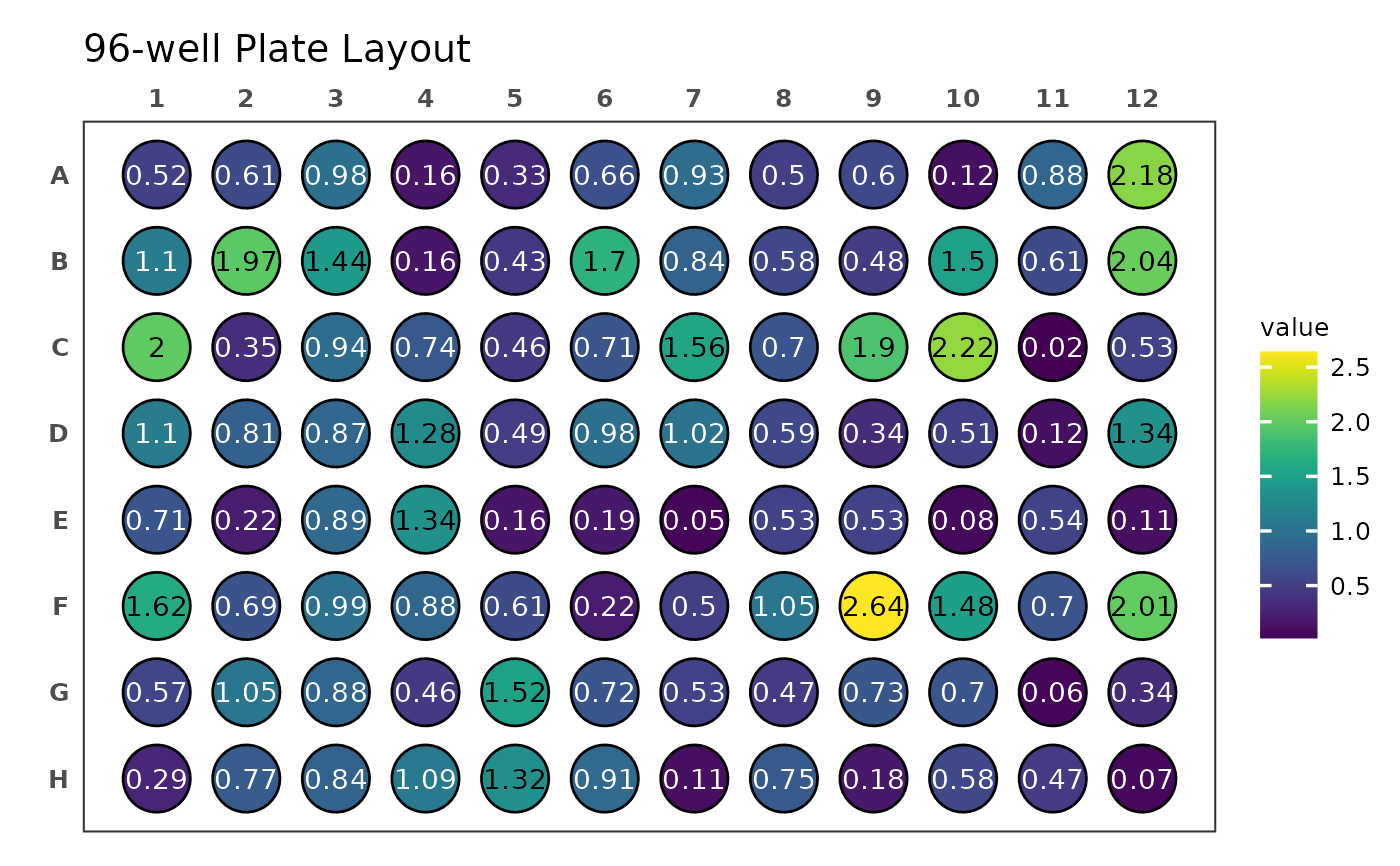 96-well Plate Layout
1 2 3 4 5 6 7 8 9 10 11 12
A 0.52 0.61 0.98 0.16 0.33 0.66 0.93 0.5 0.6 0.12 0.88 2.18
B 1.1 1.97 1.44 0.16 0.43 1.7 0.84 0.58 0.48 1.5 0.61 2.04
C 2 0.35 0.94 0.74 0.46 0.71 1.56 0.7 1.9 2.22 0.02 0.53
D 1.1 0.81 0.87 1.28 0.49 0.98 1.02 0.59 0.34 0.51 0.12 1.34
E 0.71 0.22 0.89 1.34 0.16 0.19 0.05 0.53 0.53 0.08 0.54 0.11
F 1.62 0.69 0.99 0.88 0.61 0.22 0.5 1.05 2.64 1.48 0.7 2.01
G 0.57 1.05 0.88 0.46 1.52 0.72 0.53 0.47 0.73 0.7 0.06 0.34
H 0.29 0.77 0.84 1.09 1.32 0.91 0.11 0.75 0.18 0.58 0.47 0.07
value
2.5
2.0
1.5
1.0
0.5